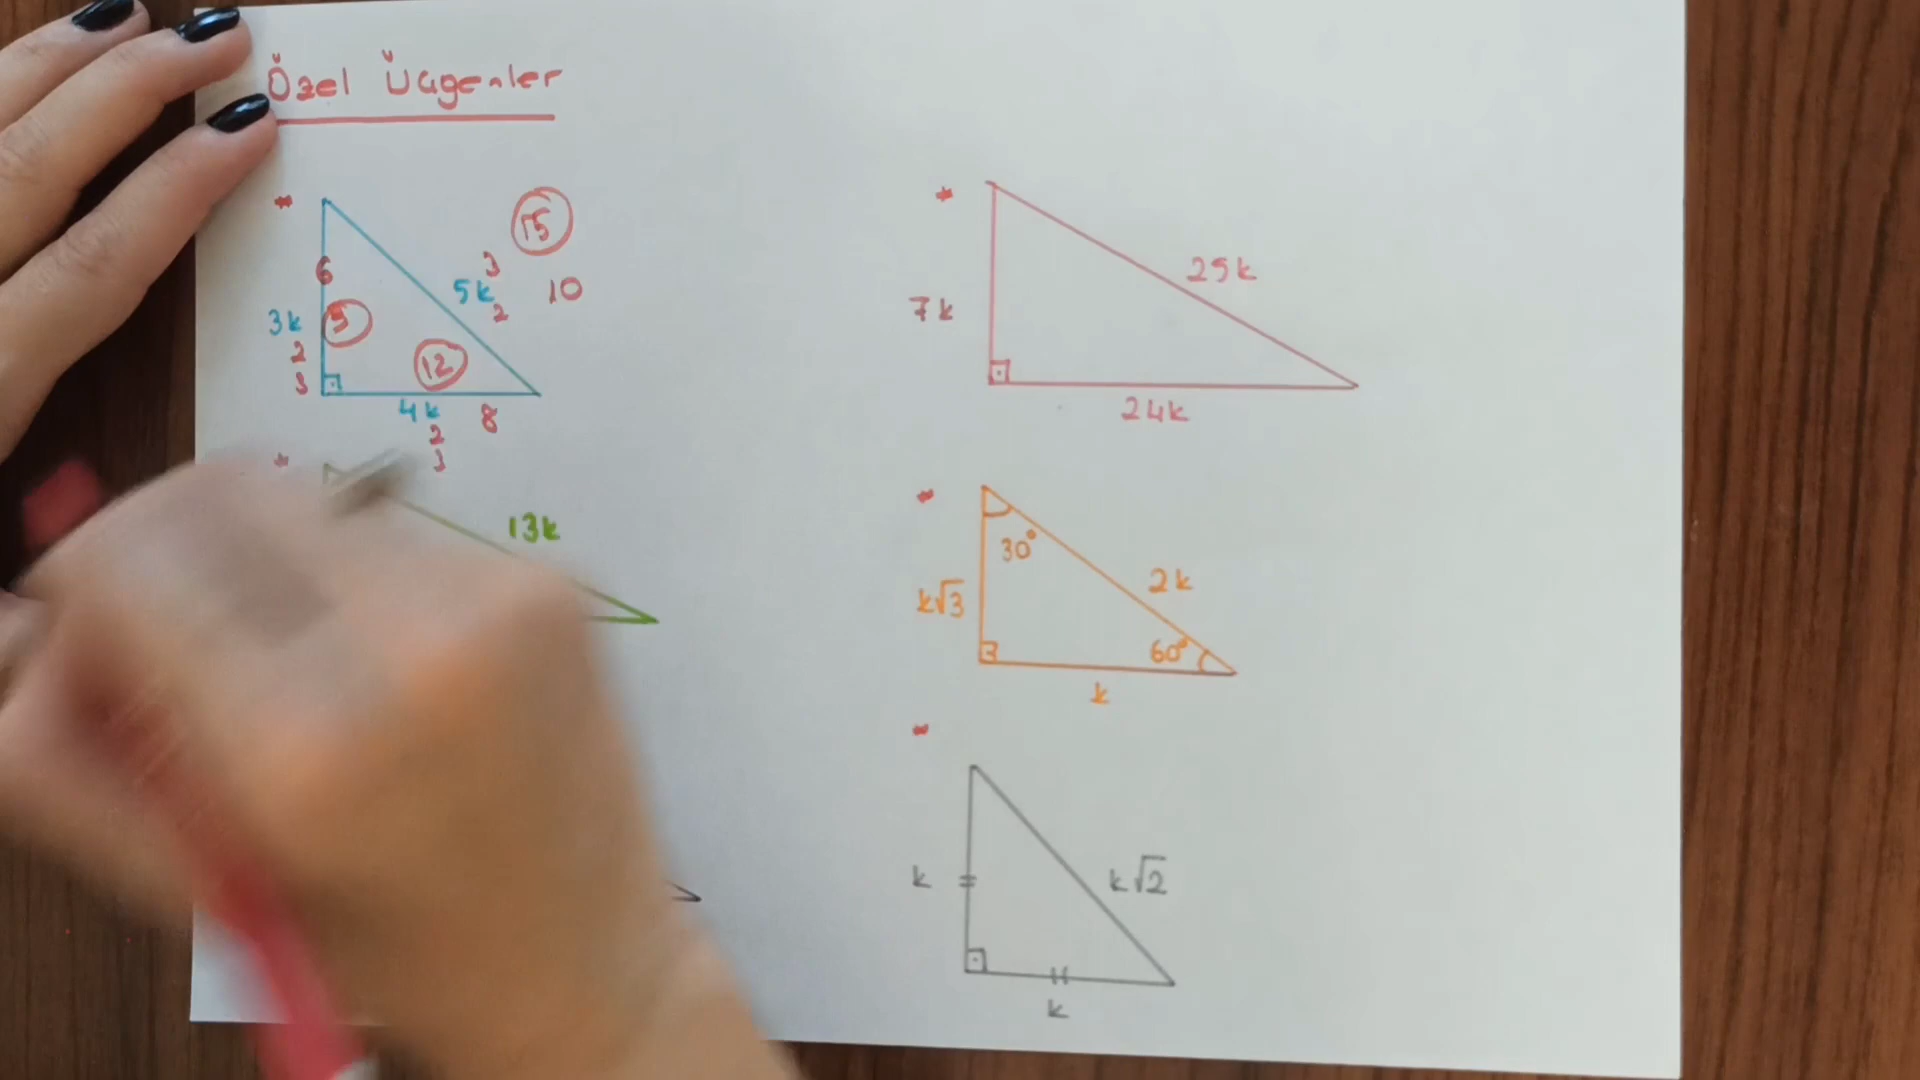 Özel Üçgenler
15
6
3
5k
2
10
3k
9
2
12
3
4k
8
2
3
13k
25k
7k
24k
30°
2k
k√3
60°
k
k
k√2
k